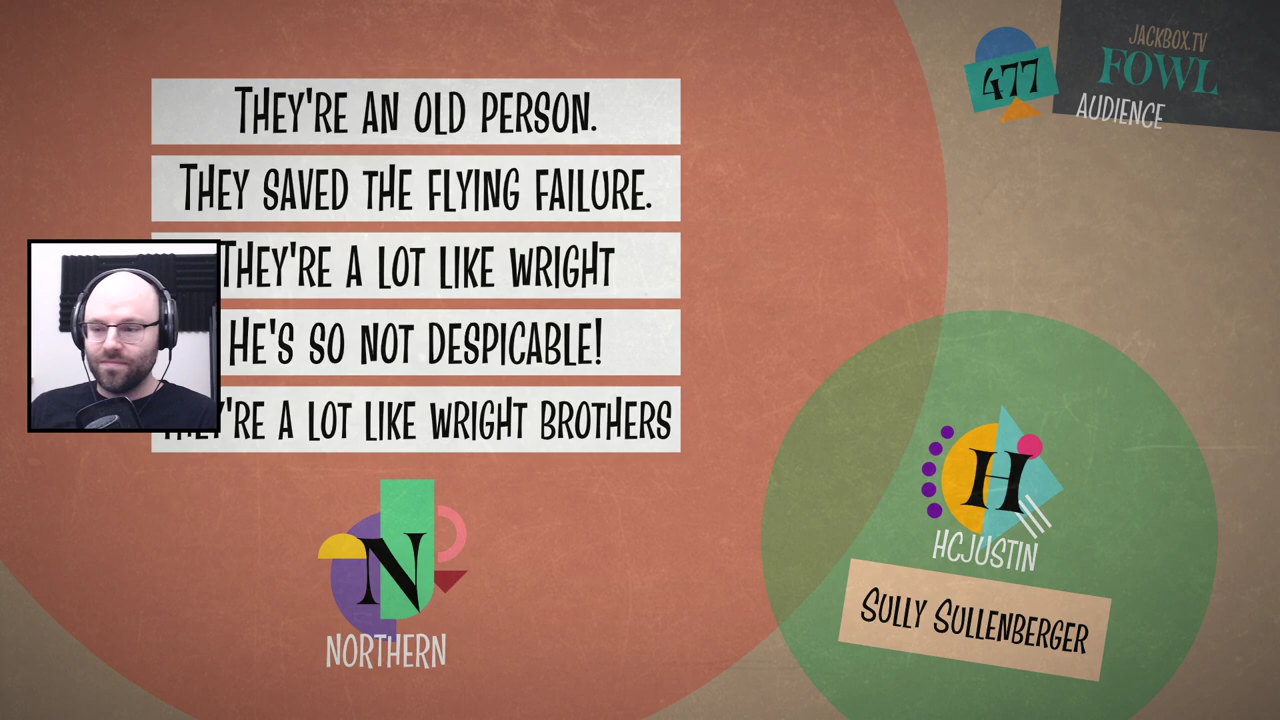 THEY'RE AN OLD PERSON.
THEY SAVED THE FLYING FAILURE.
THEY'RE A LOT LIKE WRIGHT
HE'S SO NOT DESPICABLE!
THEY'RE A LOT LIKE WRIGHT BROTHERS
N
NORTHERN
477
JACKBOX.TV
FOWL
AUDIENCE
H
HCJUSTIN
SULLY SULLENBERGER